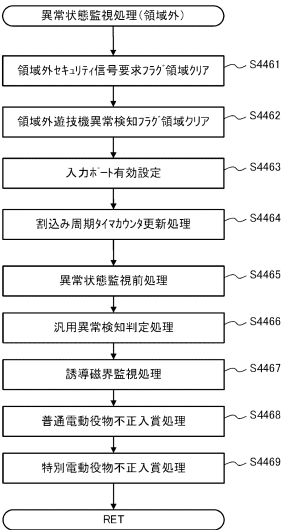 異常状態監視処理(領域外)
領域外セキュリティ信号要求フラグ領域クリア
S4461
領域外遊技機異常検知フラグ領域クリア
S4462
入力ポート有効設定
S4463
割込み周期タイマカウンタ更新処理
S4464
異常状態監視前処理
S4465
汎用異常検知判定処理
S4466
誘導磁界監視処理
S4467
普通電動役物不正入賞処理
S4468
特別電動役物不正入賞処理
S4469
RET